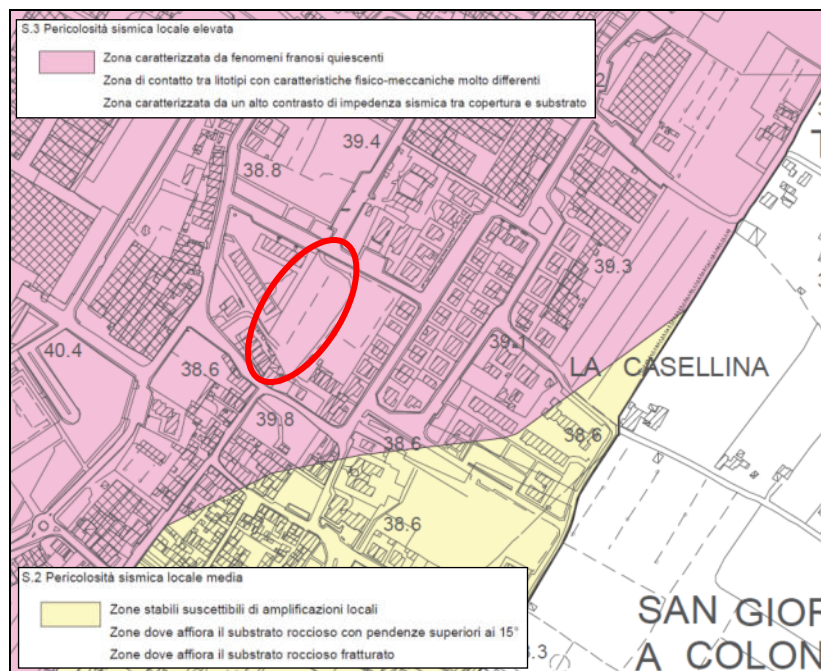 S.3 Pericolosità sismica locale elevata
Zona caratterizzata da fenomeni franosi quiescenti
Zona di contatto tra litotipi con caratteristiche fisico-meccaniche molto differenti
Zona caratterizzata da un alto contrasto di impedenza sismica tra copertura e substrato
39.4
38.8
39.3
40.4
38.6
39.1
LA CASELLINA
39.8
38.6
38.6
38.6
S.2 Pericolosità sismica locale media
Zone stabili suscettibili di amplificazioni locali
Zone dove affiora il substrato roccioso con pendenze superiori ai 15°
Zone dove affiora il substrato roccioso fratturato
SAN GIOR
A COLON